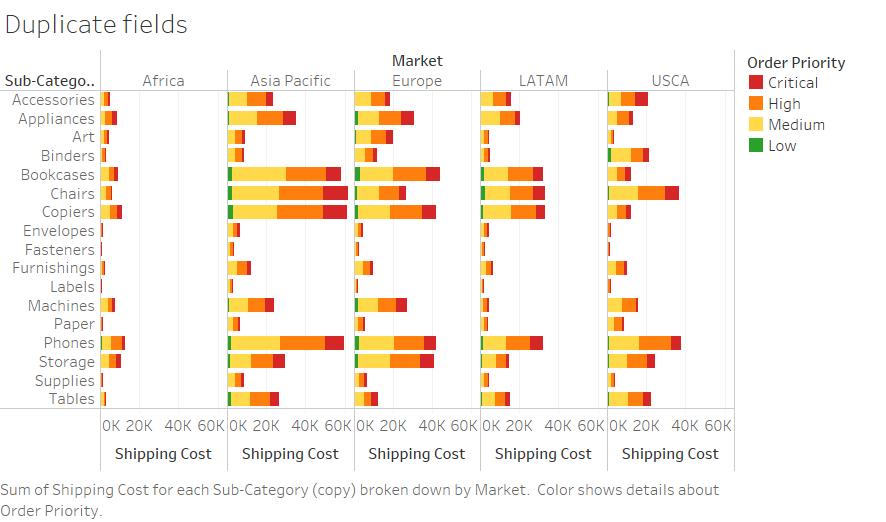 Duplicate fields
Market
Sub-Catego.. Africa Asia Pacific Europe LATAM USCA
Accessories
Appliances
Art
Binders
Bookcases
Chairs
Copiers
Envelopes
Fasteners
Furnishings
Labels
Machines
Paper
Phones
Storage
Supplies
Tables
0K 20K 40K 60K 0K 20K 40K 60K 0K 20K 40K 60K 0K 20K 40K 60K 0K 20K 40K 60K
Shipping Cost Shipping Cost Shipping Cost Shipping Cost Shipping Cost
Order Priority
Critical
High
Medium
Low
Sum of Shipping Cost for each Sub-Category (copy) broken down by Market. Color shows details about
Order Priority.